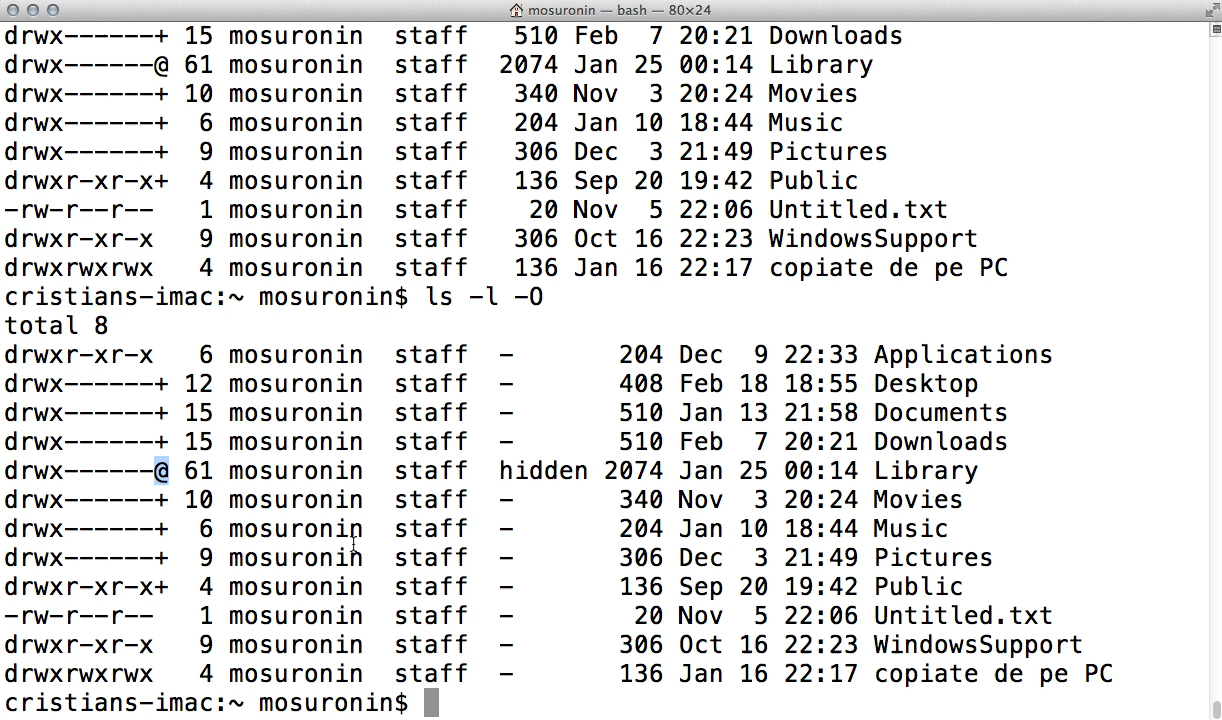 mosuronin — bash — 80×24
drwx------+ 15 mosuronin  staff   510 Feb  7 20:21 Downloads
drwx------@ 61 mosuronin  staff  2074 Jan 25 00:14 Library
drwx------+ 10 mosuronin  staff   340 Nov  3 20:24 Movies
drwx------+  6 mosuronin  staff   204 Jan 10 18:44 Music
drwx------+  9 mosuronin  staff   306 Dec  3 21:49 Pictures
drwxr-xr-x+  4 mosuronin  staff   136 Sep 20 19:42 Public
-rw-r--r--   1 mosuronin  staff    20 Nov  5 22:06 Untitled.txt
drwxr-xr-x   9 mosuronin  staff   306 Oct 16 22:23 WindowsSupport
drwxrwxrwx   4 mosuronin  staff   136 Jan 16 22:17 copiate de pe PC
cristians-imac:~ mosuronin$ ls -l -O
total 8
drwxr-xr-x   6 mosuronin  staff  -       204 Dec  9 22:33 Applications
drwx------+ 12 mosuronin  staff  -       408 Feb 18 18:55 Desktop
drwx------+ 15 mosuronin  staff  -       510 Jan 13 21:58 Documents
drwx------+ 15 mosuronin  staff  -       510 Feb  7 20:21 Downloads
drwx------@ 61 mosuronin  staff  hidden 2074 Jan 25 00:14 Library
drwx------+ 10 mosuronin  staff  -       340 Nov  3 20:24 Movies
drwx------+  6 mosuronin  staff  -       204 Jan 10 18:44 Music
drwx------+  9 mosuronin  staff  -       306 Dec  3 21:49 Pictures
drwxr-xr-x+  4 mosuronin  staff  -       136 Sep 20 19:42 Public
-rw-r--r--   1 mosuronin  staff  -        20 Nov  5 22:06 Untitled.txt
drwxr-xr-x   9 mosuronin  staff  -       306 Oct 16 22:23 WindowsSupport
drwxrwxrwx   4 mosuronin  staff  -       136 Jan 16 22:17 copiate de pe PC
cristians-imac:~ mosuronin$